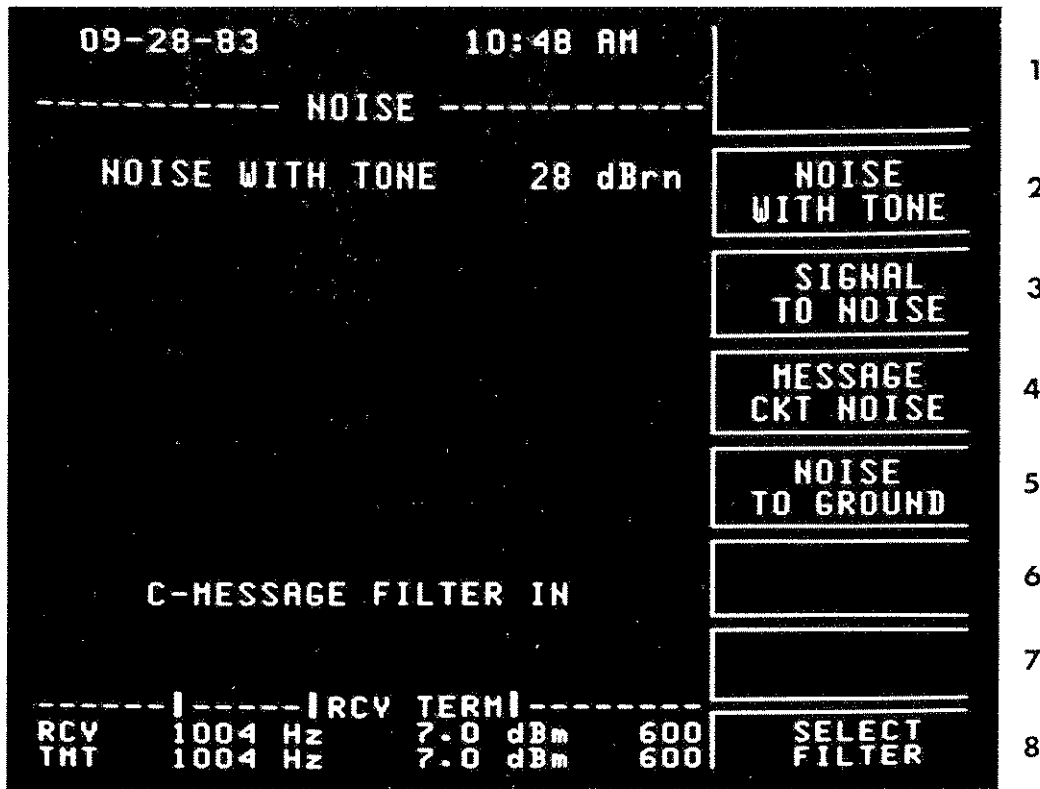 09-28-83 10:48 AM
----------- NOISE ------------
NOISE WITH TONE 28 dBrn
C-MESSAGE FILTER IN
------|-----|RCV TERM|--------
RCV 1004 Hz 7.0 dBm 600
TMT 1004 Hz 7.0 dBm 600
1
NOISE
WITH TONE
2
SIGNAL
TO NOISE
3
MESSAGE
CKT NOISE
4
NOISE
TO GROUND
5
6
7
SELECT
FILTER
8